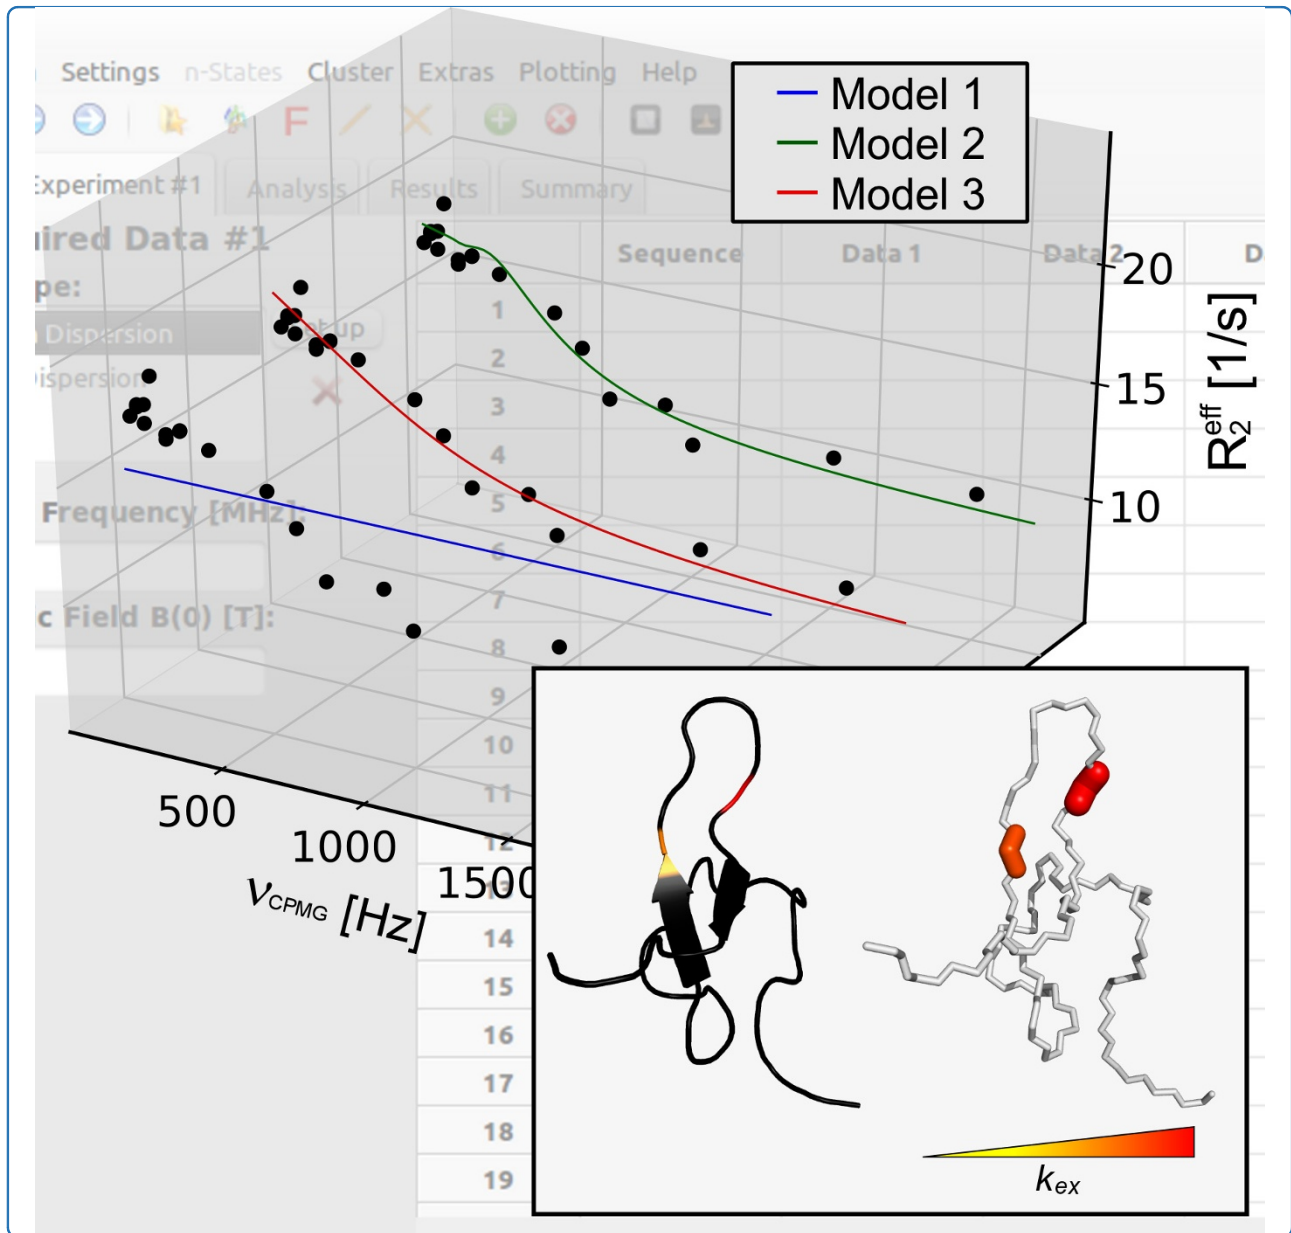 Settings n-States Cluster Extras Plotting Help
Model 1
Model 2
Model 3
Experiment #1 Analysis Results Summary
ired Data #1
Sequence Data 1 Data 2 D
pe:
Dispersion
ispersion
20
15
10
R₂ᵉᶠᶠ [1/s]
1
2
3
4
5
6
7
8
9
10
11
12
13
14
15
16
17
18
19
Frequency [MHz]:
c Field B(0) [T]:
500
1000
1500
νCPMG [Hz]
kex